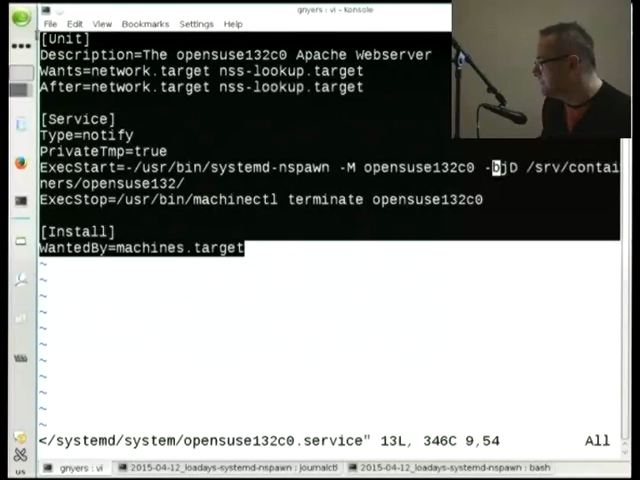 gnyers : vi - Konsole
File Edit View Bookmarks Settings Help
[Unit]
Description=The opensuse132c0 Apache Webserver
Wants=network.target nss-lookup.target
After=network.target nss-lookup.target
[Service]
Type=notify
PrivateTmp=true
ExecStart=-/usr/bin/systemd-nspawn -M opensuse132c0 -bjD /srv/contai
ners/opensuse132/
ExecStop=/usr/bin/machinectl terminate opensuse132c0
[Install]
WantedBy=machines.target
~
~
~
~
~
~
~
~
~
~
~
</systemd/system/opensuse132c0.service" 13L, 346C 9,54 All
gnyers : vi 2015-04-12_loadays-systemd-nspawn : journalctl 2015-04-12_loadays-systemd-nspawn : bash
us